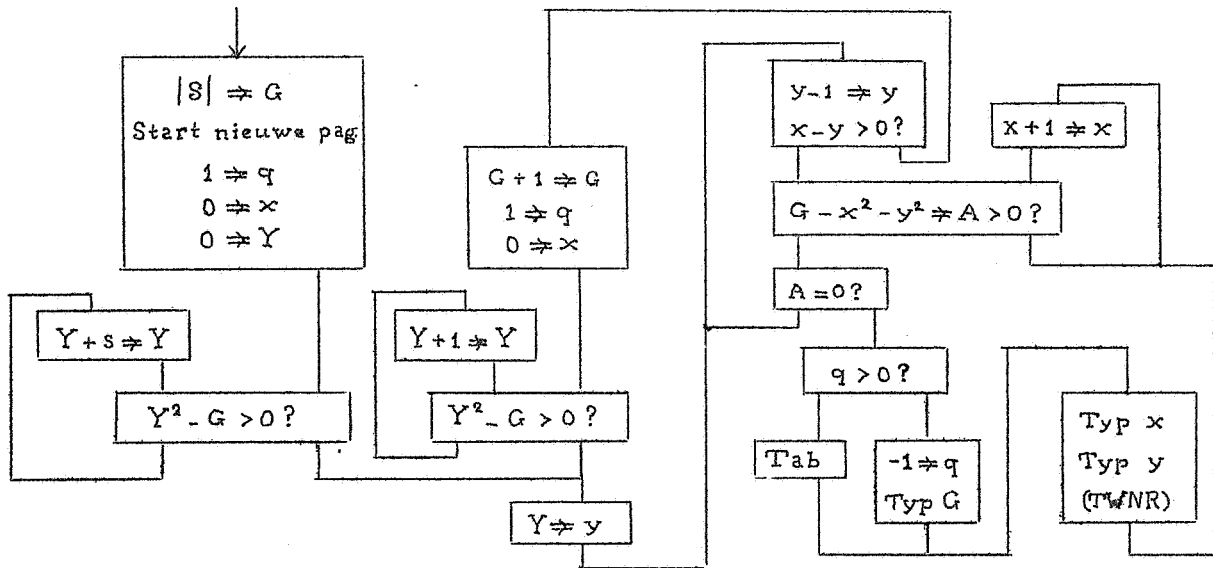 |S| ⇒ G
Start nieuwe pag
1 ⇒ q
0 ⇒ x
0 ⇒ Y
Y + s ⇒ Y
Y² - G > 0 ?
G + 1 ⇒ G
1 ⇒ q
0 ⇒ x
Y + 1 ⇒ Y
Y² - G > 0 ?
Y ⇒ y
y - 1 ⇒ y
x - y > 0 ?
x + 1 ⇒ x
G - x² - y² ⇒ A > 0 ?
A = 0 ?
q > 0 ?
Tab
-1 ⇒ q
Typ G
Typ x
Typ y
(TWNR)